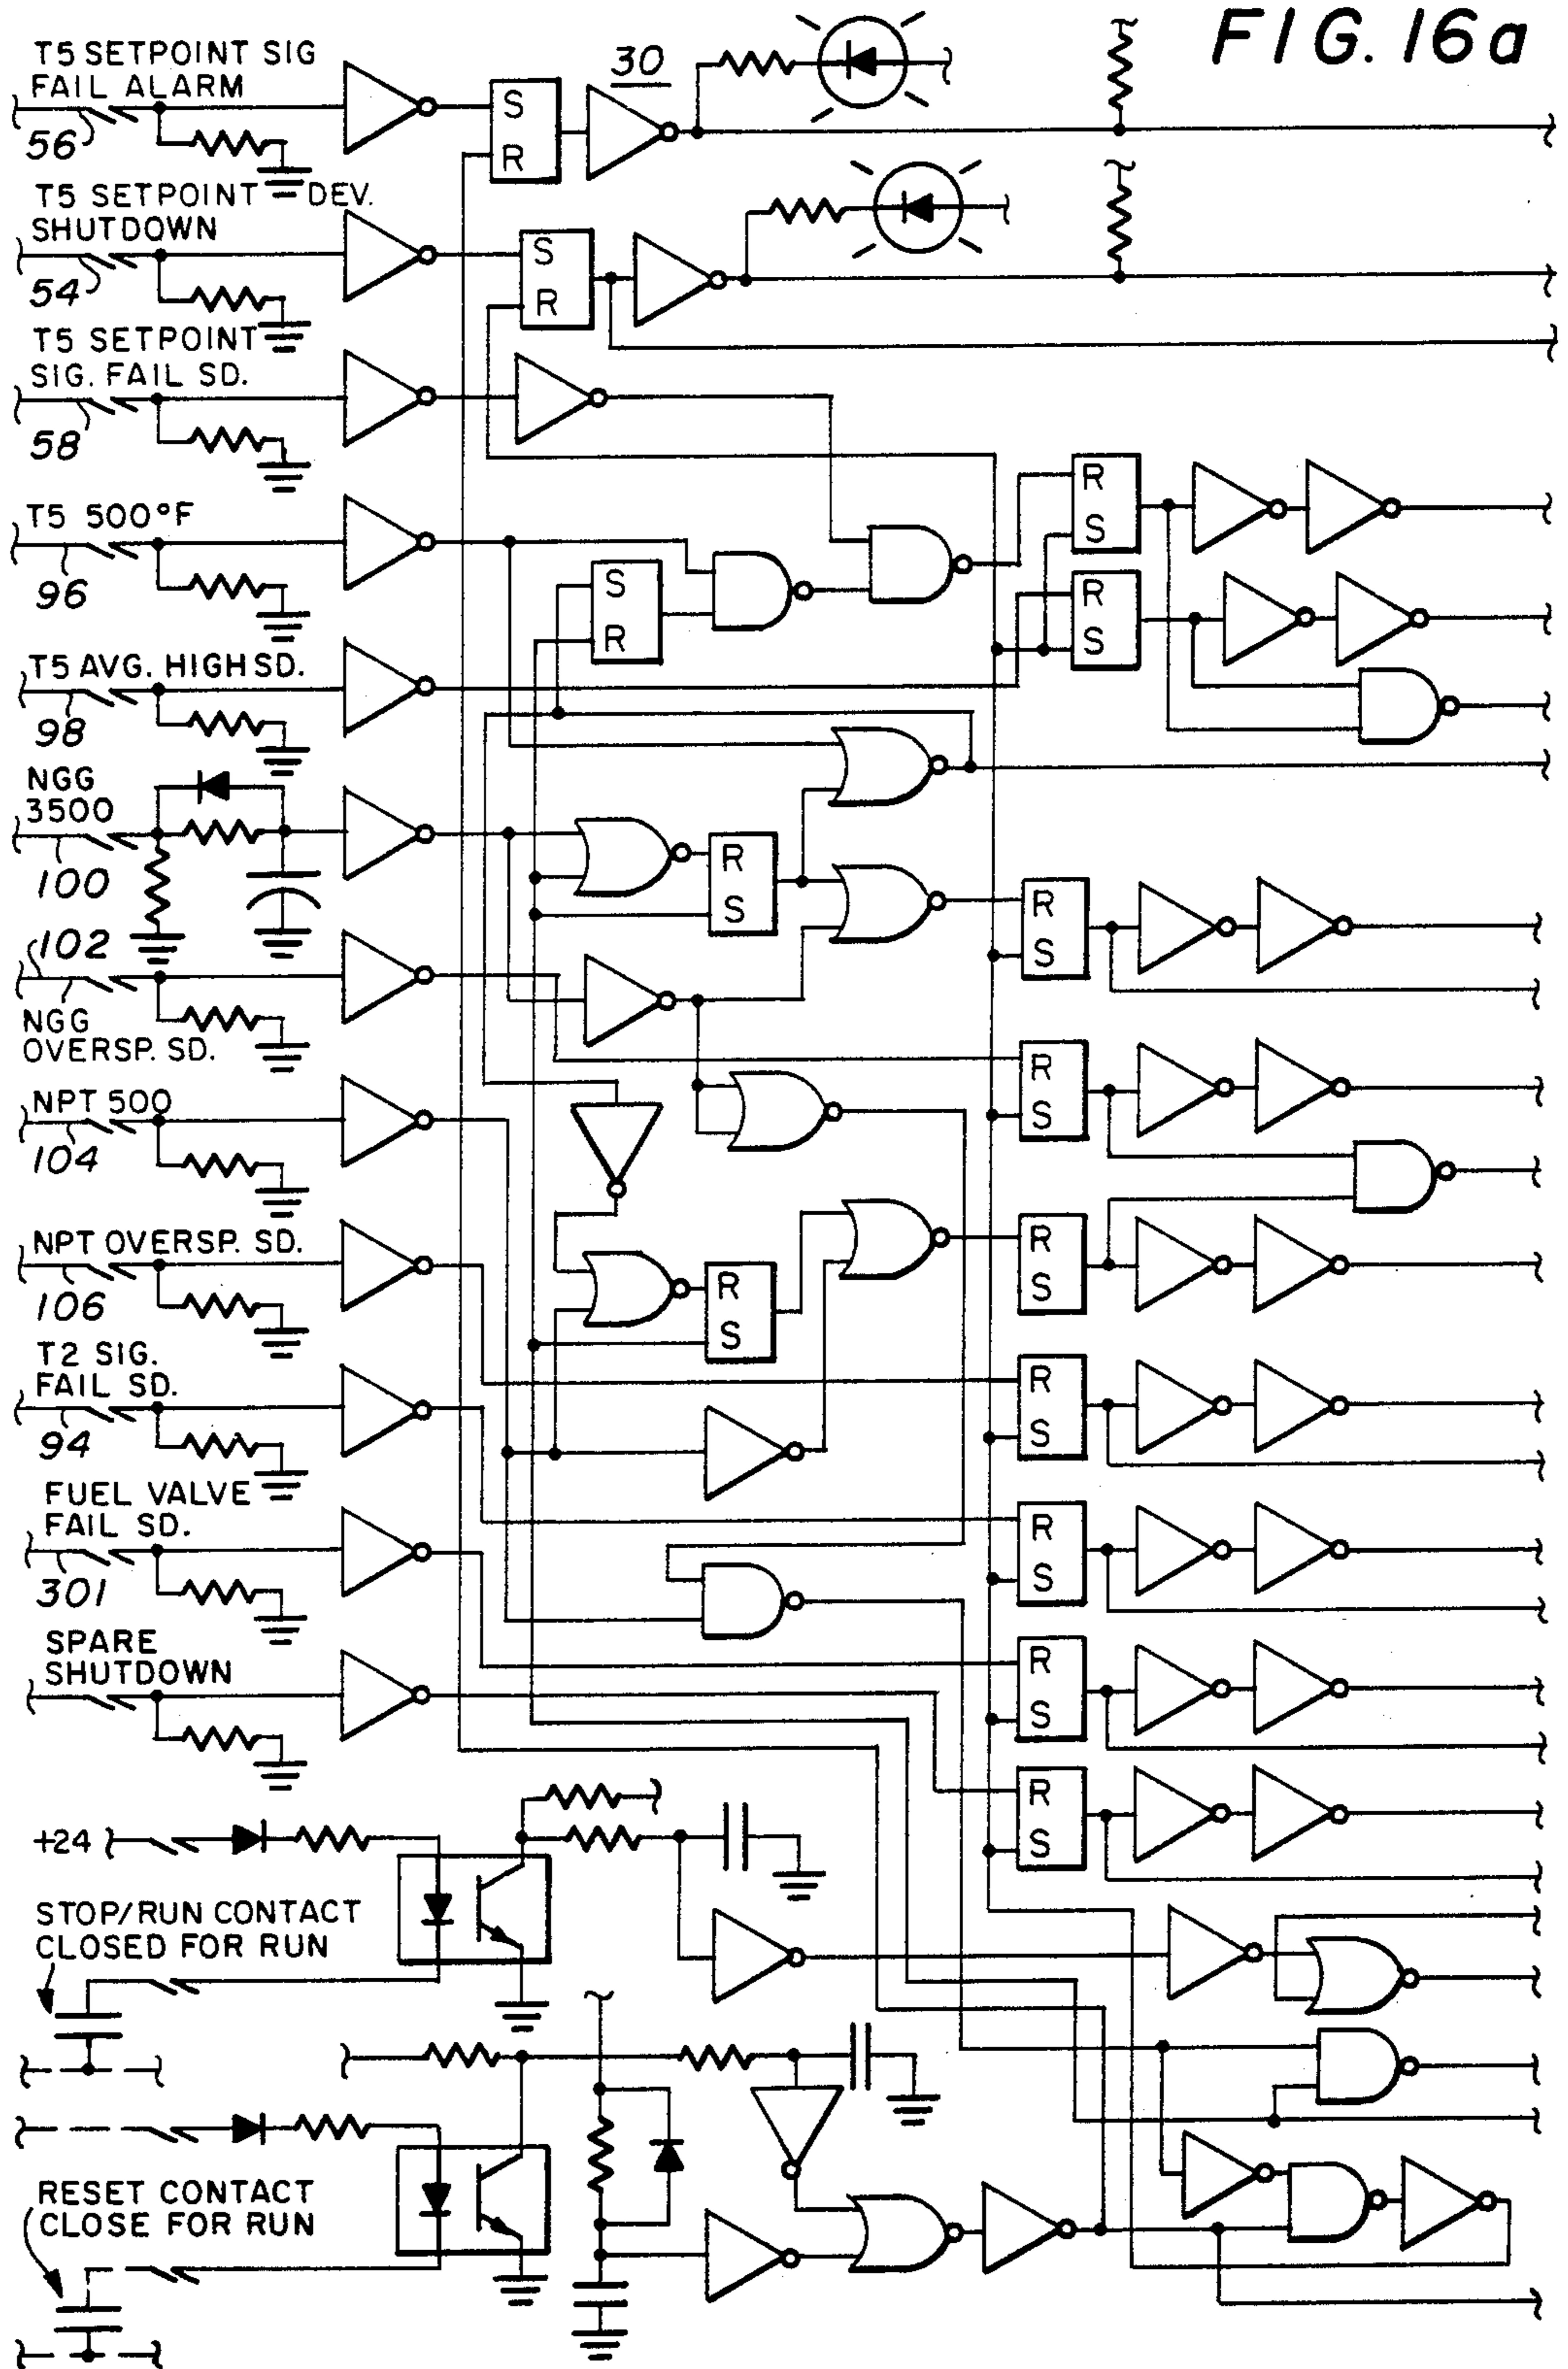 FIG. 16a
T5 SETPOINT SIG
FAIL ALARM
56
30
S
R
T5 SETPOINT DEV.
SHUTDOWN
54
S
R
T5 SETPOINT
SIG. FAIL SD.
58
R
S
T5 500°F
96
S
R
R
S
T5 AVG. HIGH SD.
98
NGG
3500
100
R
S
R
S
102
NGG
OVERSP. SD.
R
S
NPT 500
104
NPT OVERSP. SD.
106
R
S
R
S
T2 SIG.
FAIL SD.
94
R
S
FUEL VALVE
FAIL SD.
301
R
S
SPARE
SHUTDOWN
R
S
R
S
+24
STOP/RUN CONTACT
CLOSED FOR RUN
RESET CONTACT
CLOSE FOR RUN